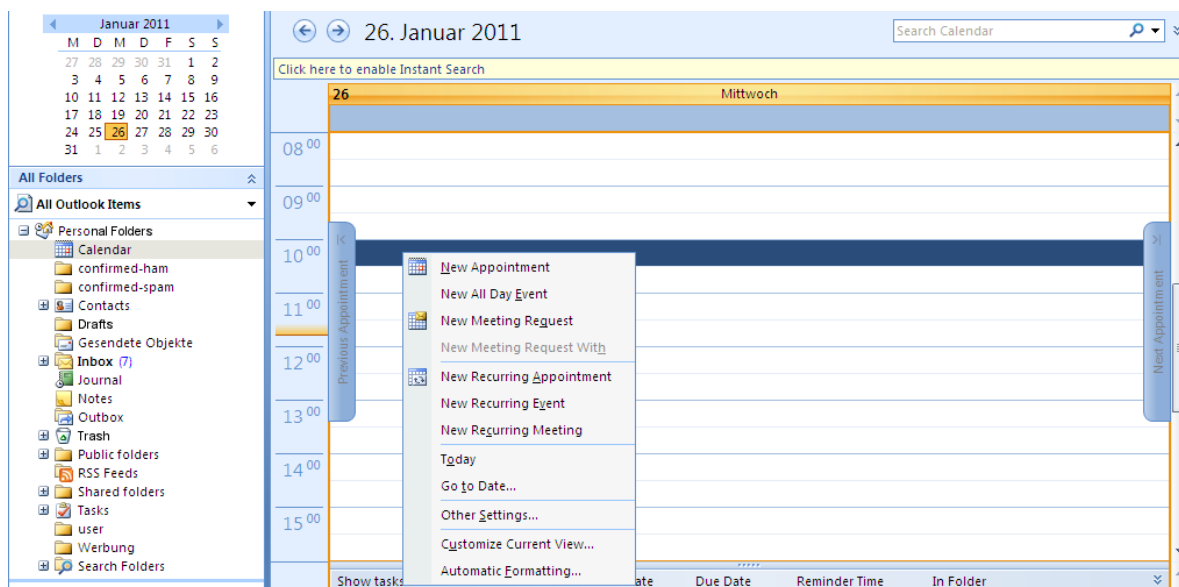 Januar 2011
M D M D F S S
27 28 29 30 31 1 2
3 4 5 6 7 8 9
10 11 12 13 14 15 16
17 18 19 20 21 22 23
24 25 26 27 28 29 30
31 1 2 3 4 5 6
All Folders
All Outlook Items
Personal Folders
Calendar
confirmed-ham
confirmed-spam
Contacts
Drafts
Gesendete Objekte
Inbox (7)
Journal
Notes
Outbox
Trash
Public folders
RSS Feeds
Shared folders
Tasks
user
Werbung
Search Folders
26. Januar 2011
Search Calendar
Click here to enable Instant Search
26 Mittwoch
08 00
09 00
10 00
11 00
12 00
13 00
14 00
15 00
Previous Appointment
New Appointment
New All Day Event
New Meeting Request
New Meeting Request With
New Recurring Appointment
New Recurring Event
New Recurring Meeting
Today
Go to Date...
Other Settings...
Customize Current View...
Automatic Formatting...
Next Appointment
Show tasks ate Due Date Reminder Time In Folder